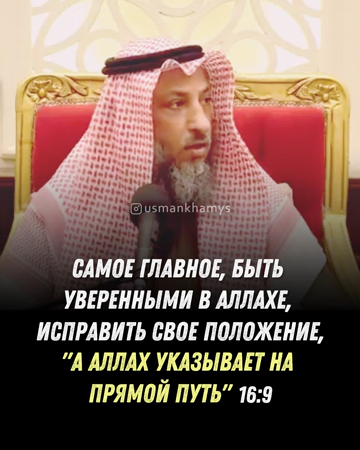 @usmankhamys
САМОЕ ГЛАВНОЕ, БЫТЬ
УВЕРЕННЫМИ В АЛЛАХЕ,
ИСПРАВИТЬ СВОЕ ПОЛОЖЕНИЕ,
"А АЛЛАХ УКАЗЫВАЕТ НА
ПРЯМОЙ ПУТЬ" 16:9